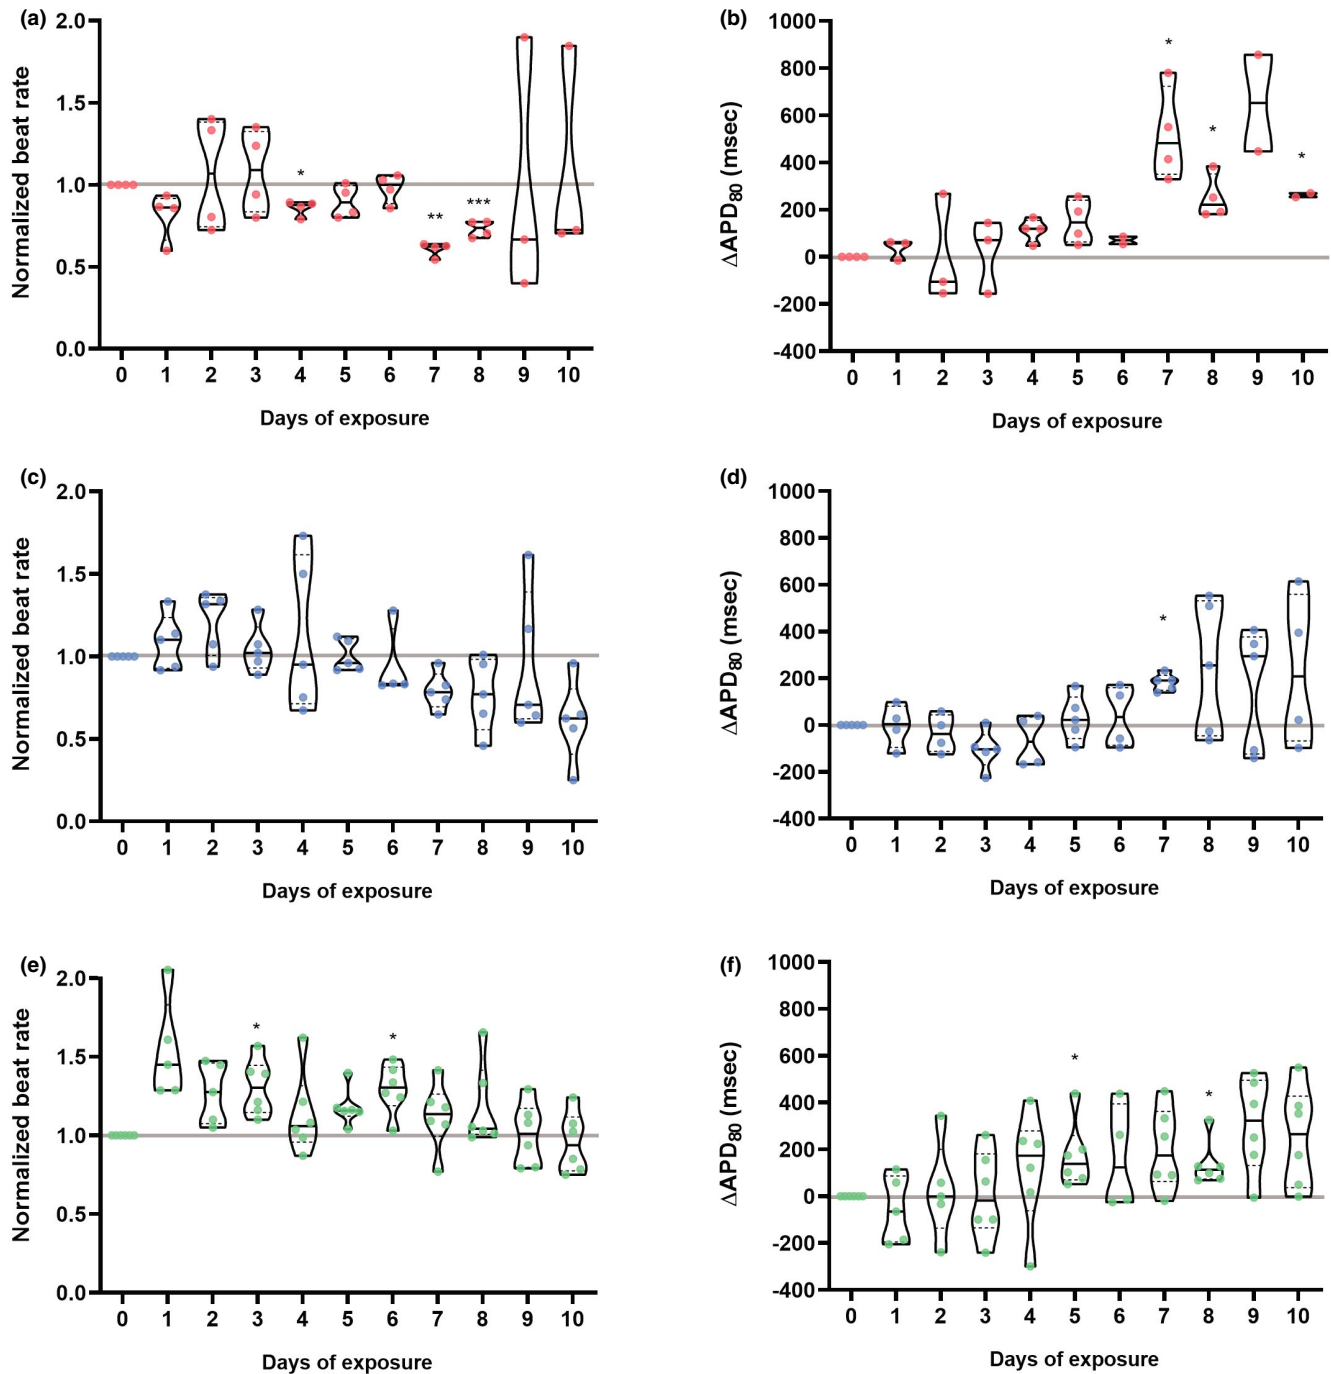 (a)
Normalized beat rate
2.0
1.5
1.0
0.5
0.0
* ** ***
0 1 2 3 4 5 6 7 8 9 10
Days of exposure
(b)
ΔAPD80 (msec)
1000
800
600
400
200
0
-200
-400
* * *
0 1 2 3 4 5 6 7 8 9 10
Days of exposure
(c)
Normalized beat rate
2.0
1.5
1.0
0.5
0.0
0 1 2 3 4 5 6 7 8 9 10
Days of exposure
(d)
ΔAPD80 (msec)
1000
800
600
400
200
0
-200
-400
*
0 1 2 3 4 5 6 7 8 9 10
Days of exposure
(e)
Normalized beat rate
2.0
1.5
1.0
0.5
0.0
* *
0 1 2 3 4 5 6 7 8 9 10
Days of exposure
(f)
ΔAPD80 (msec)
1000
800
600
400
200
0
-200
-400
* *
0 1 2 3 4 5 6 7 8 9 10
Days of exposure